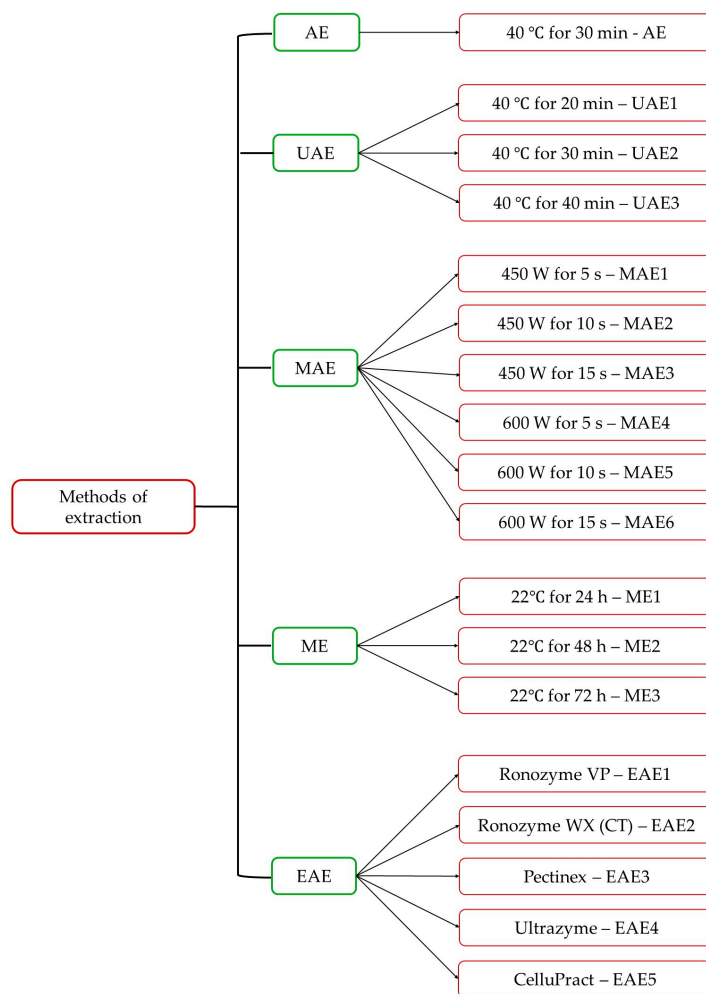 AE
40 ℃ for 30 min - AE
UAE
40 ℃ for 20 min – UAE1
40 ℃ for 30 min – UAE2
40 ℃ for 40 min – UAE3
MAE
450 W for 5 s – MAE1
450 W for 10 s – MAE2
450 W for 15 s – MAE3
600 W for 5 s – MAE4
600 W for 10 s – MAE5
600 W for 15 s – MAE6
Methods of
extraction
ME
22℃ for 24 h – ME1
22℃ for 48 h – ME2
22℃ for 72 h – ME3
EAE
Ronozyme VP – EAE1
Ronozyme WX (CT) – EAE2
Pectinex – EAE3
Ultrazyme – EAE4
CelluPract – EAE5